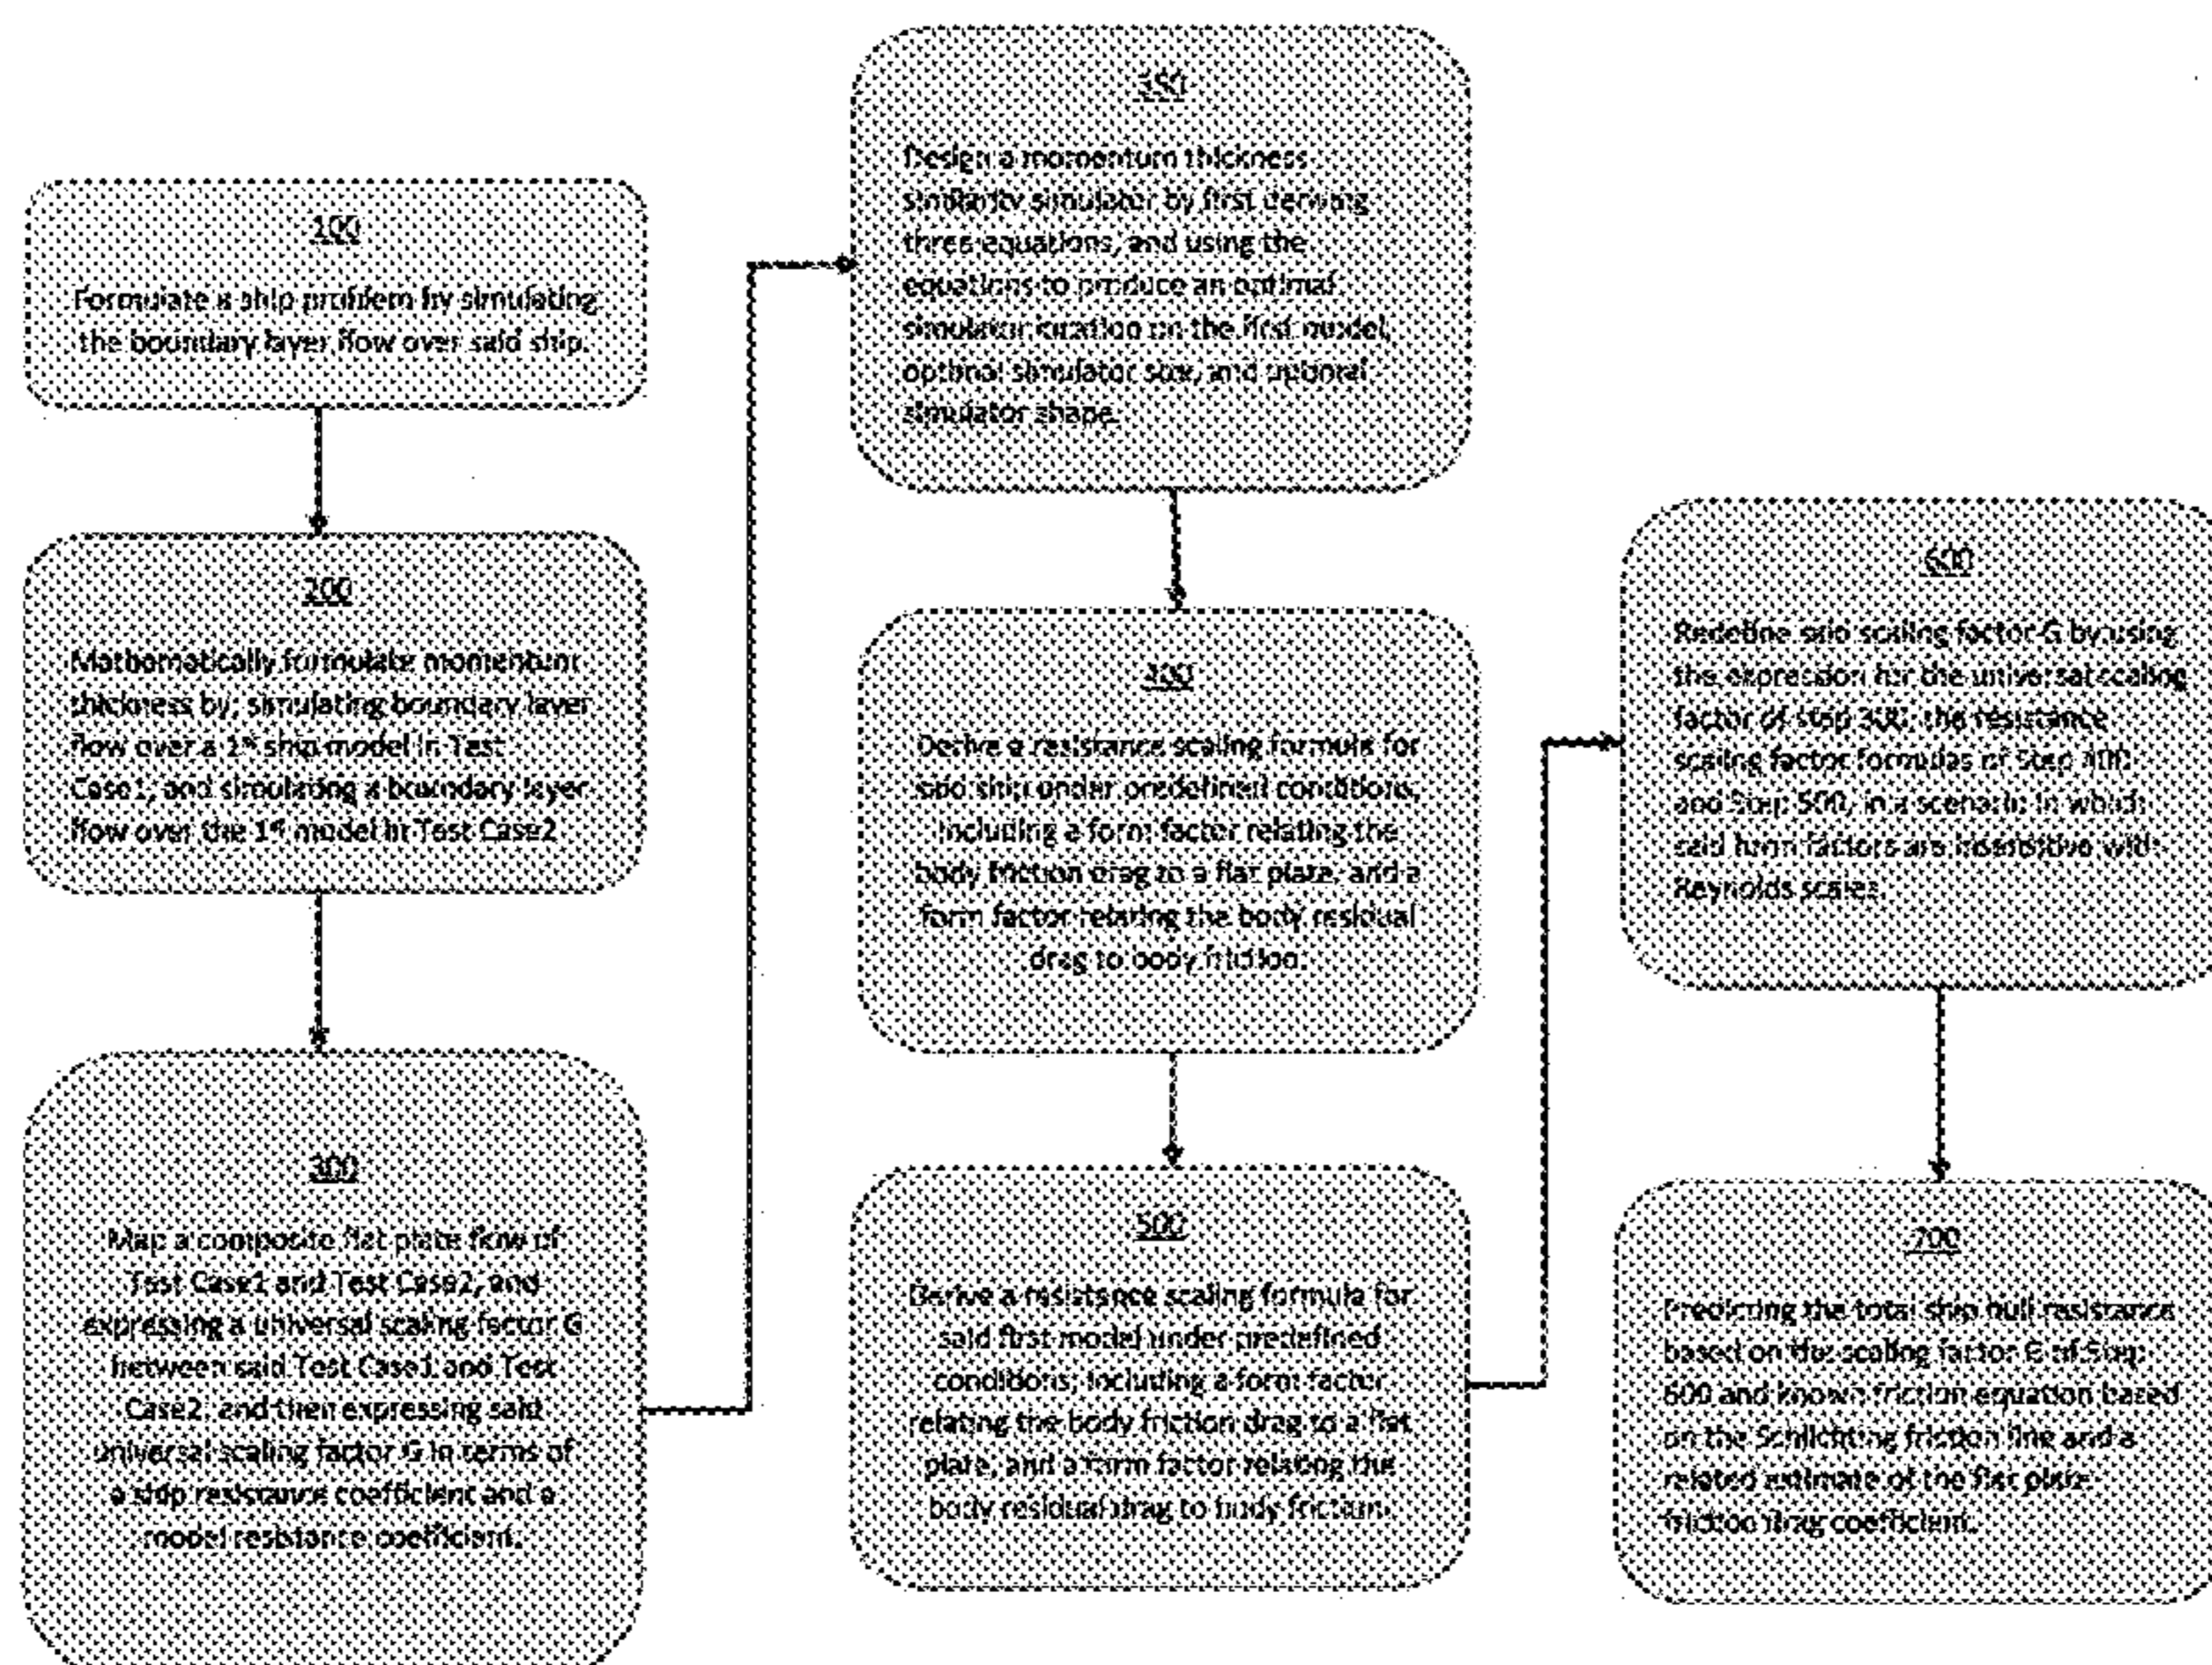 100
Formulate a ship problem by simulating
the boundary layer flow over said ship.
200
Mathematically formulate momentum
thickness by; simulating boundary layer
flow over a 1st ship model in Test
Case1, and simulating a boundary layer
flow over the 1st model in Test Case2
300
Map a composite flat plate flow of
Test Case1 and Test Case2, and
expressing a universal scaling factor G
between said Test Case1 and Test
Case2, and then expressing said
universal scaling factor G in terms of
a ship resistance coefficient and a
model resistance coefficient.
350
Design a momentum thickness
similarity simulator by first deriving
three equations, and using the
equations to produce an optimal
simulator location on the first model,
optimal simulator size, and optimal
simulator shape.
400
Derive a resistance scaling formula for
said ship under predefined conditions,
including a form factor relating the
body friction drag to a flat plate, and a
form factor relating the body residual
drag to body friction.
500
Derive a resistance scaling formula for
said first model under predefined
conditions, including a form factor
relating the body friction drag to a flat
plate, and a form factor relating the
body residual drag to body friction.
600
Redefine said scaling factor G by using
the expression for the universal scaling
factor of step 300, the resistance
scaling factor formulas of Step 400
and Step 500, in a scenario in which
said form factors are insensitive with
Reynolds scales.
700
Predicting the total ship hull resistance
based on the scaling factor G of Step
600 and known friction equation based
on the Schlichting friction line and a
related estimate of the flat plate
friction drag coefficient.